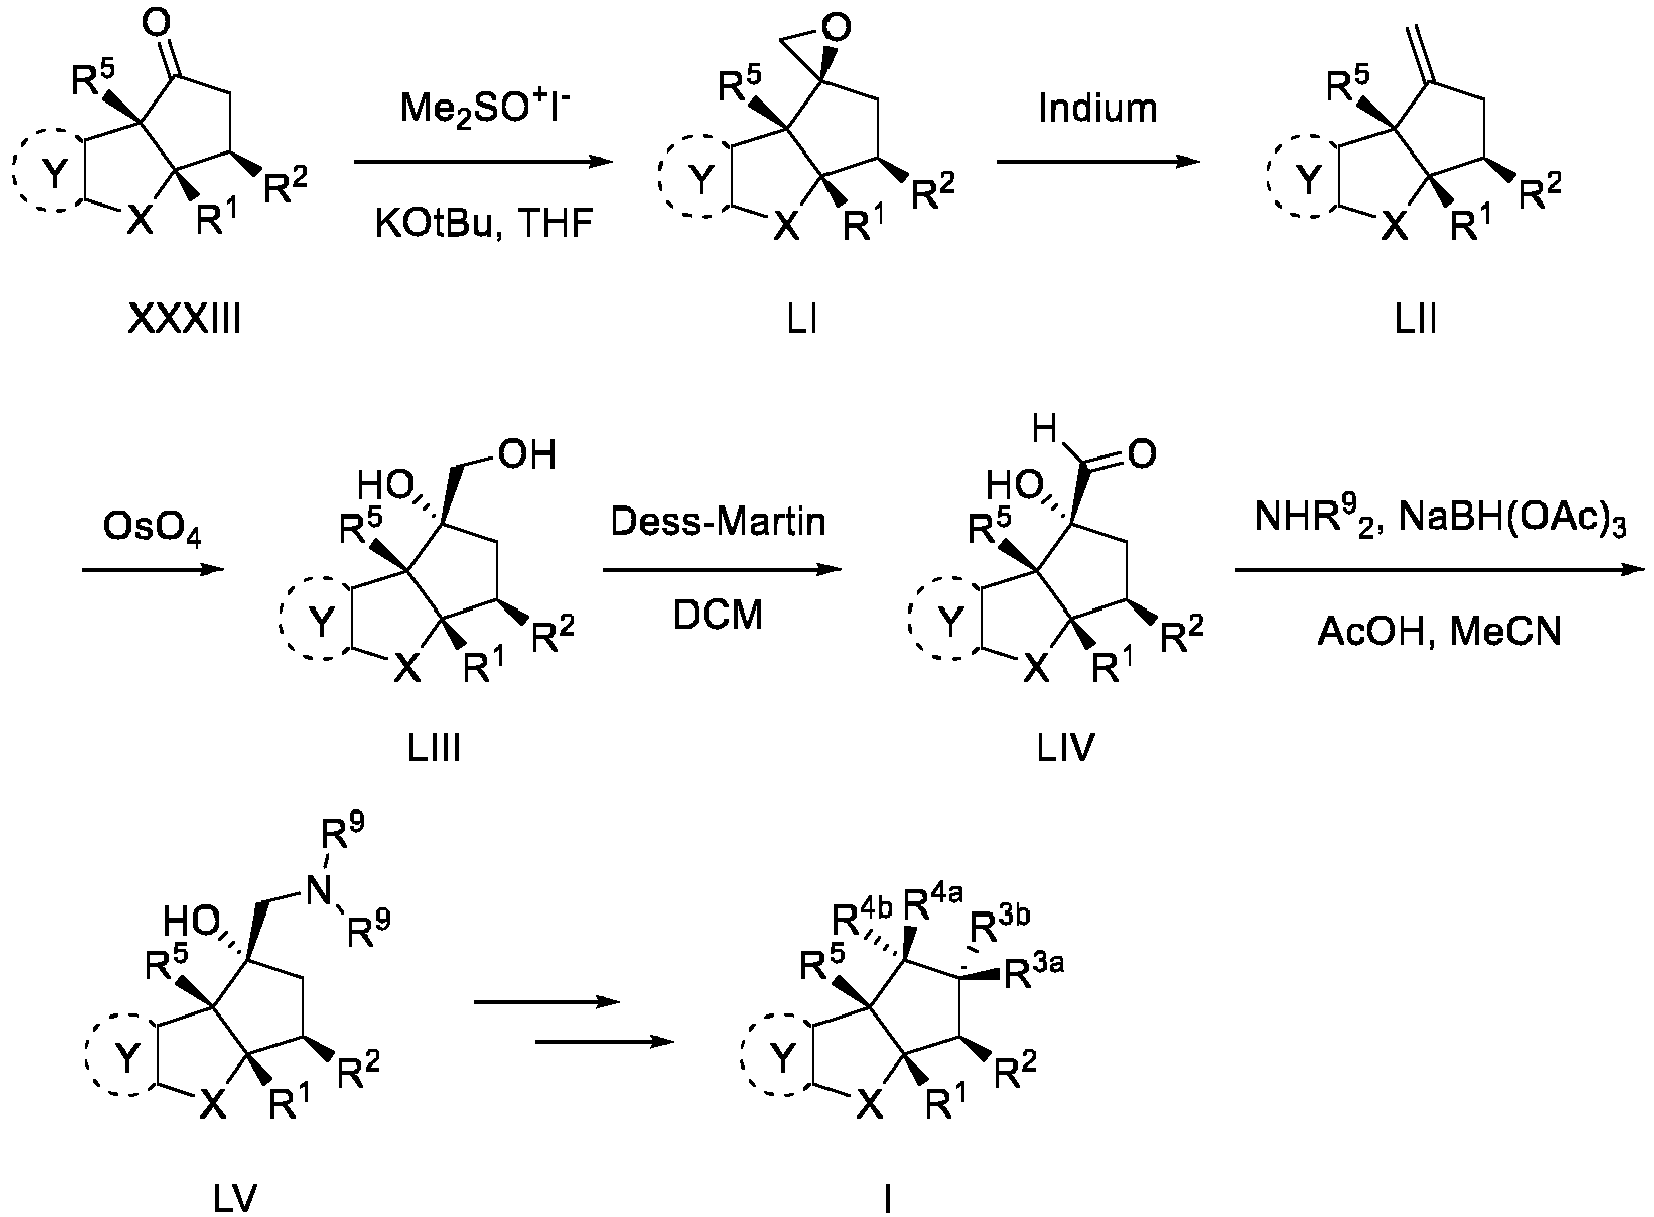 O
R⁵
Y
X
R¹
R²
XXXIII
Me₂SO⁺I⁻
KOtBu, THF
O
R⁵
Y
X
R¹
R²
LI
Indium
R⁵
Y
X
R¹
R²
LII
OsO₄
HO
OH
R⁵
Y
X
R¹
R²
LIII
Dess-Martin
DCM
H
O
HO
R⁵
Y
X
R¹
R²
LIV
NHR⁹₂, NaBH(OAc)₃
AcOH, MeCN
R⁹
N
R⁹
HO
R⁵
Y
X
R¹
R²
LV
R⁴ᵇ
R⁴ᵃ
R³ᵇ
R³ᵃ
R⁵
Y
X
R¹
R²
I